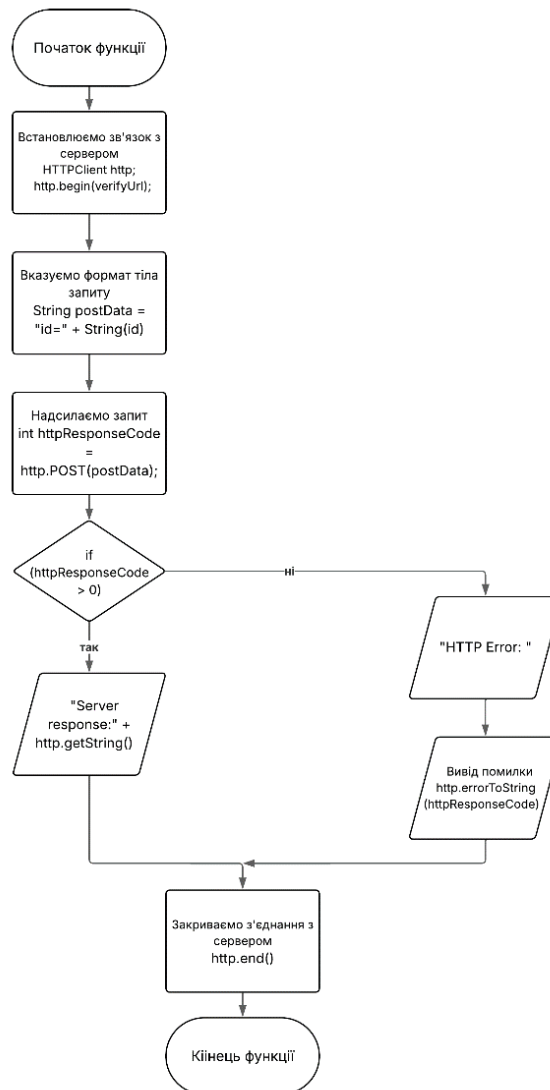 Початок функції
Встановлюємо зв'язок з
сервером
HTTPClient http;
http.begin(verifyUrl);
Вказуємо формат тіла
запиту
String postData =
"id=" + String(id)
Надсилаємо запит
int httpResponseCode
=
http.POST(postData);
if
(httpResponseCode
> 0)
ні
так
"HTTP Error: "
"Server
response:" +
http.getString()
Вивід помилки
http.errorToString
(httpResponseCode)
Закриваємо з'єднання з
сервером
http.end()
Кіінець функції